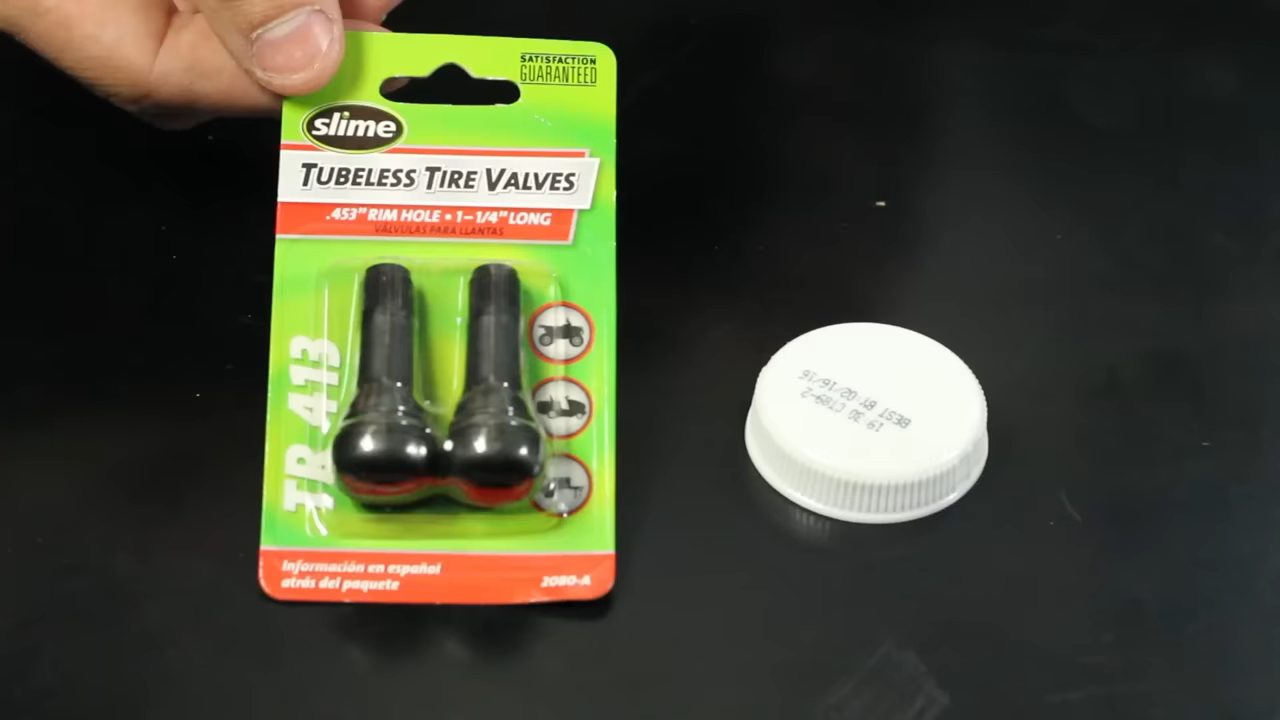 SATISFACTION
GUARANTEED
slime
TUBELESS TIRE VALVES
.453" RIM HOLE • 1-1/4" LONG
VÁLVULAS PARA LLANTAS
TR 413
Información en español
atrás del paquete
2080-A
BEST BY 02/16/16
19 30 C789-2